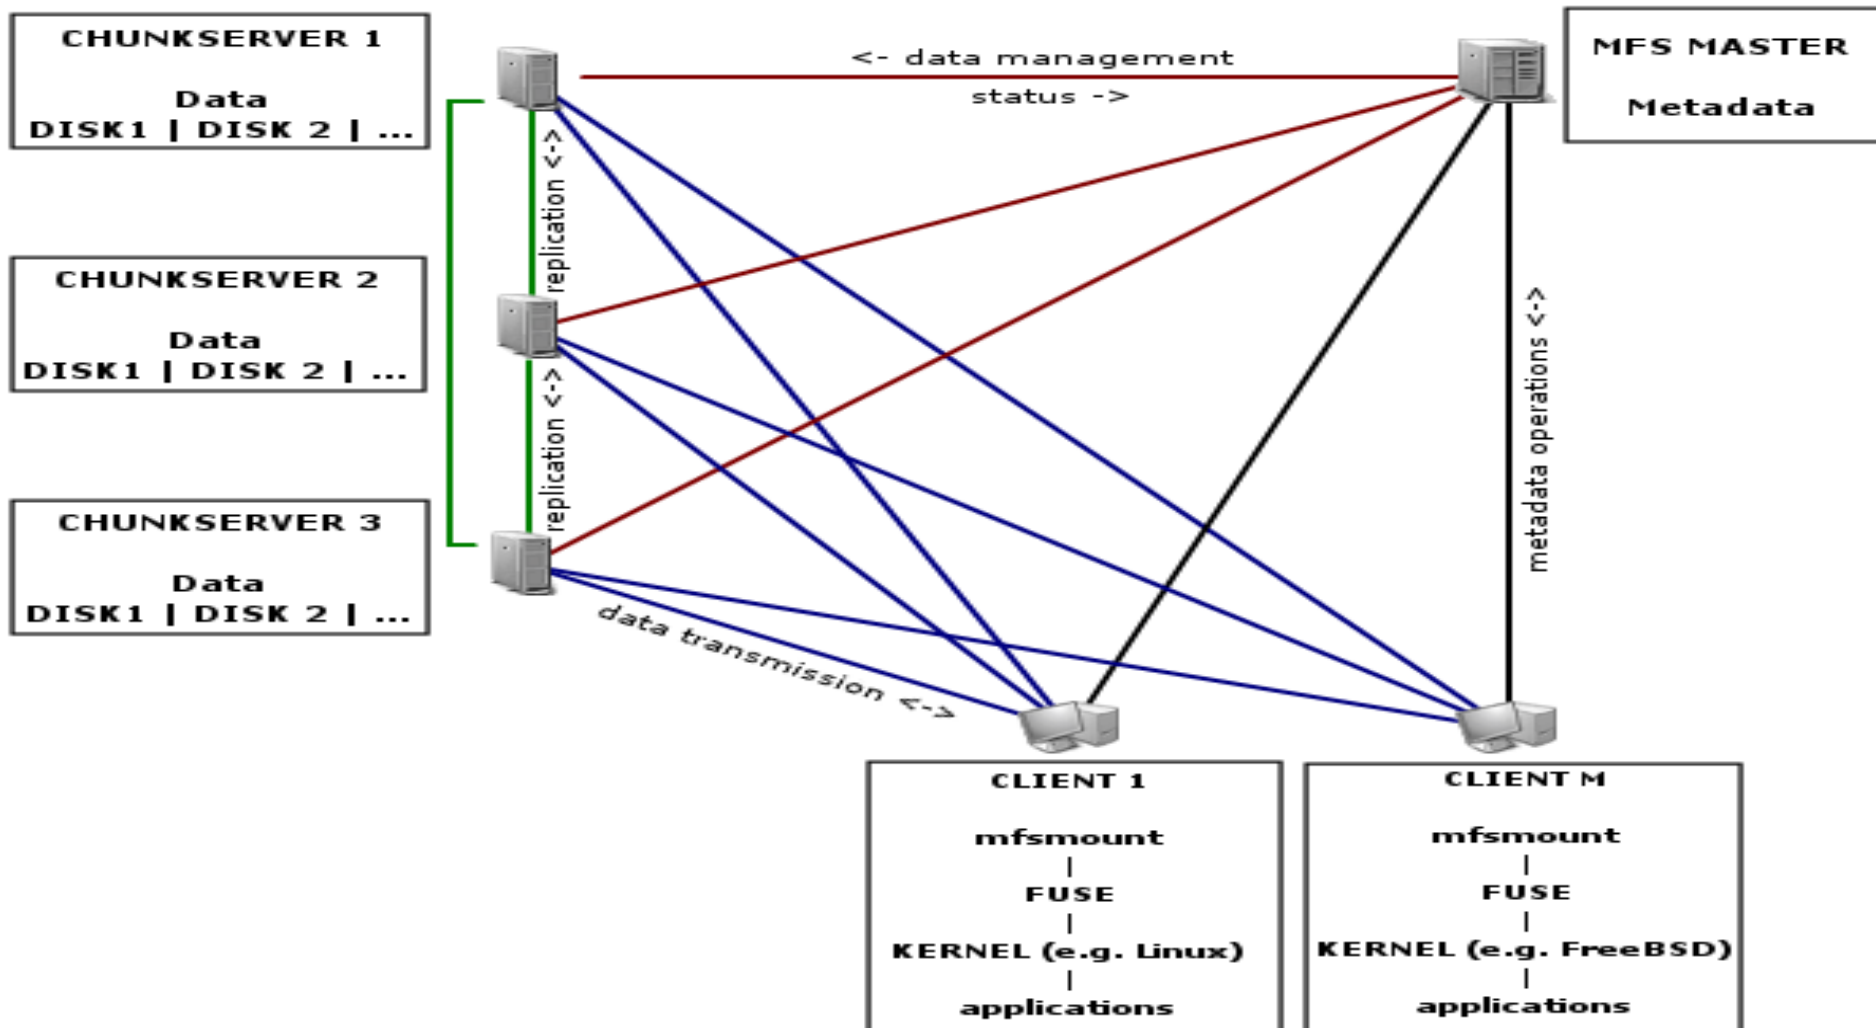 CHUNKSERVER 1
Data
DISK1 | DISK 2 | ...
<- data management
status ->
MFS MASTER
Metadata
replication <->
CHUNKSERVER 2
Data
DISK1 | DISK 2 | ...
replication <->
metadata operations <->
CHUNKSERVER 3
Data
DISK1 | DISK 2 | ...
data transmission <->
CLIENT 1
mfsmount
|
FUSE
|
KERNEL (e.g. Linux)
|
applications
CLIENT M
mfsmount
|
FUSE
|
KERNEL (e.g. FreeBSD)
|
applications